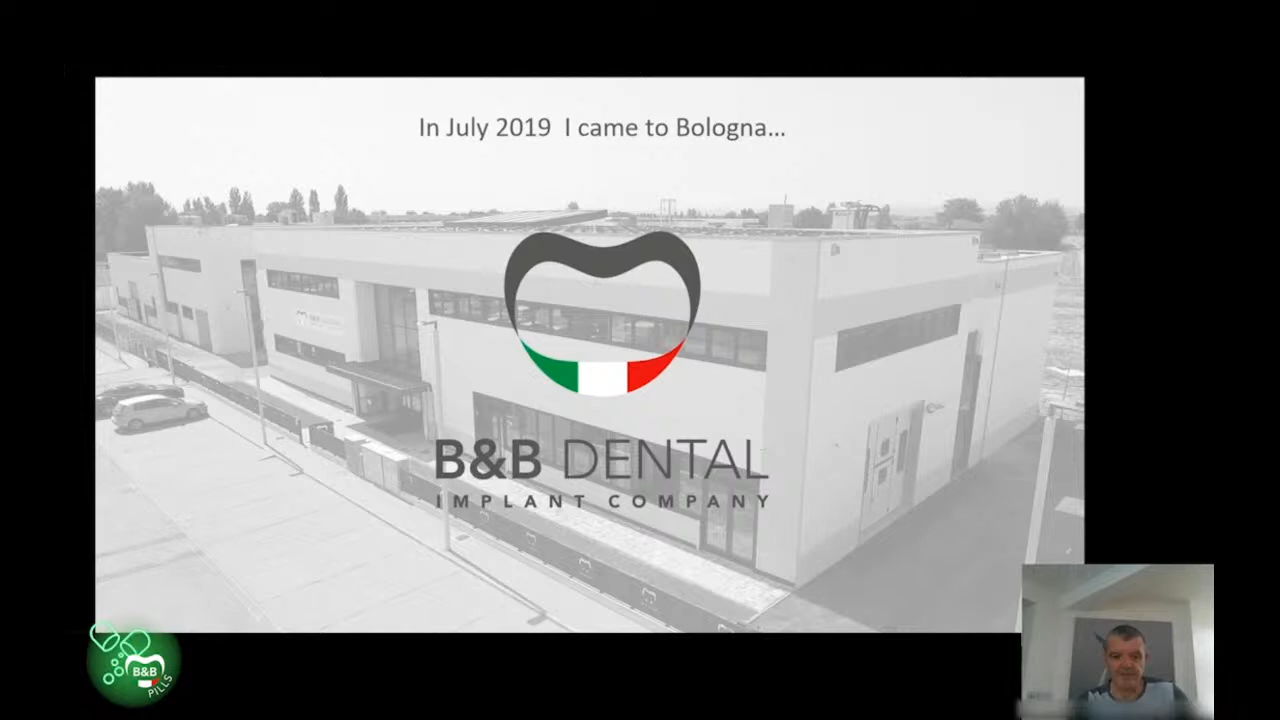 In July 2019 I came to Bologna...
B&B DENTAL
IMPLANT COMPANY
B&B
PILLS